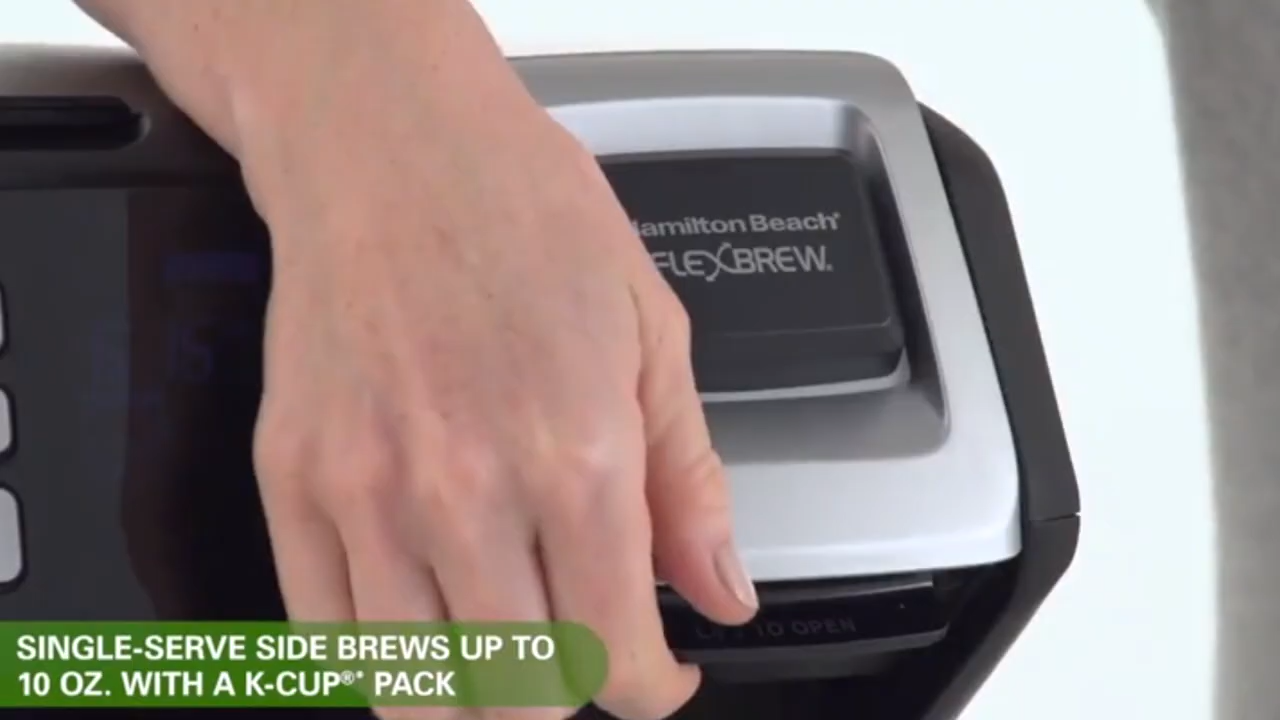 Hamilton Beach®
FLEXBREW®
LIFT TO OPEN
SINGLE-SERVE SIDE BREWS UP TO
10 OZ. WITH A K-CUP®* PACK